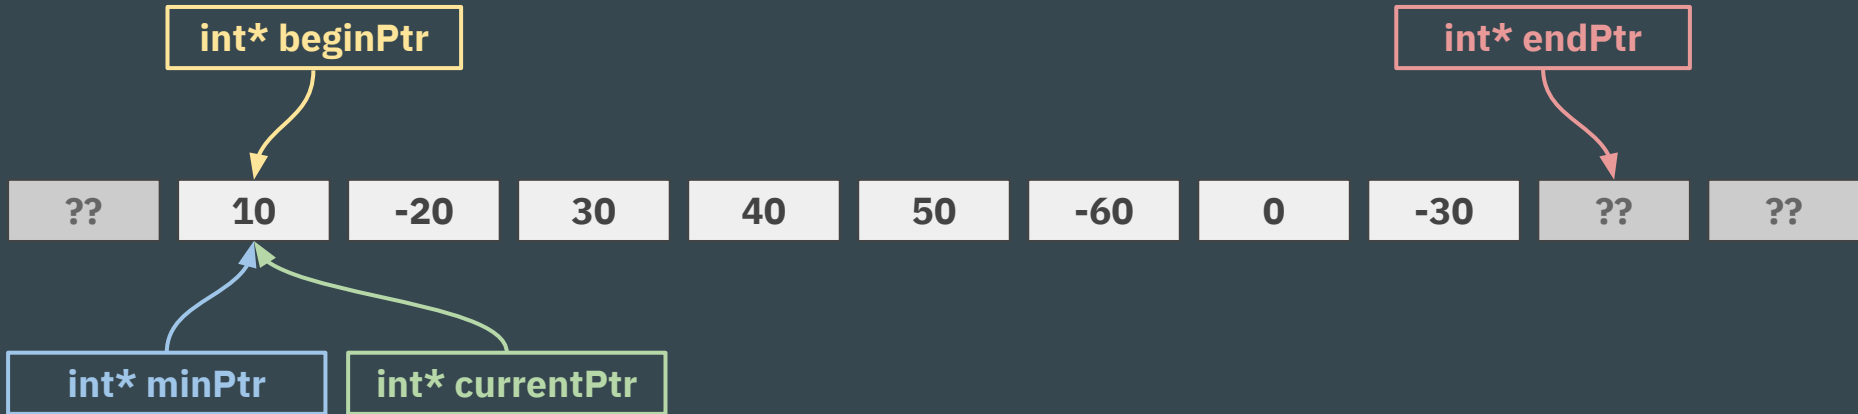 int* beginPtr
int* endPtr
?? 10 -20 30 40 50 -60 0 -30 ?? ??
int* minPtr
int* currentPtr